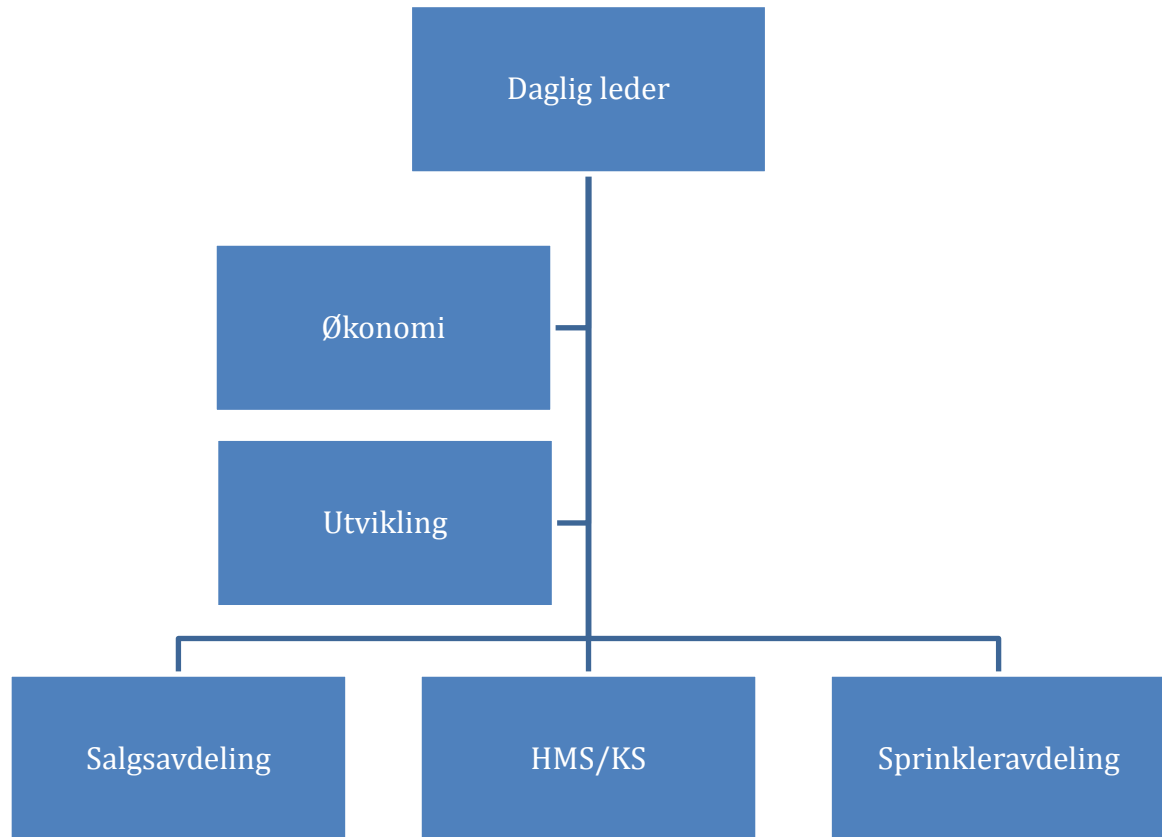 Daglig leder
Økonomi
Utvikling
Salgsavdeling
HMS/KS
Sprinkleravdeling